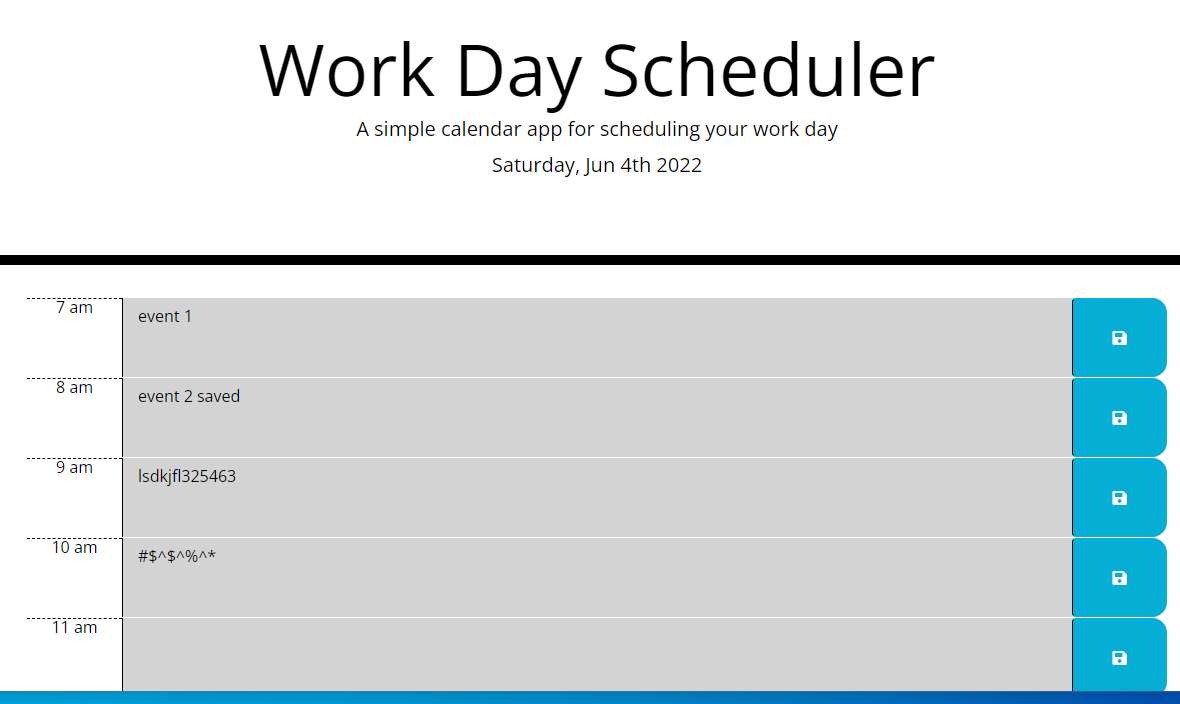 Work Day Scheduler
A simple calendar app for scheduling your work day
Saturday, Jun 4th 2022
7 am
event 1
8 am
event 2 saved
9 am
lsdkjfl325463
10 am
#$^$^%^*
11 am